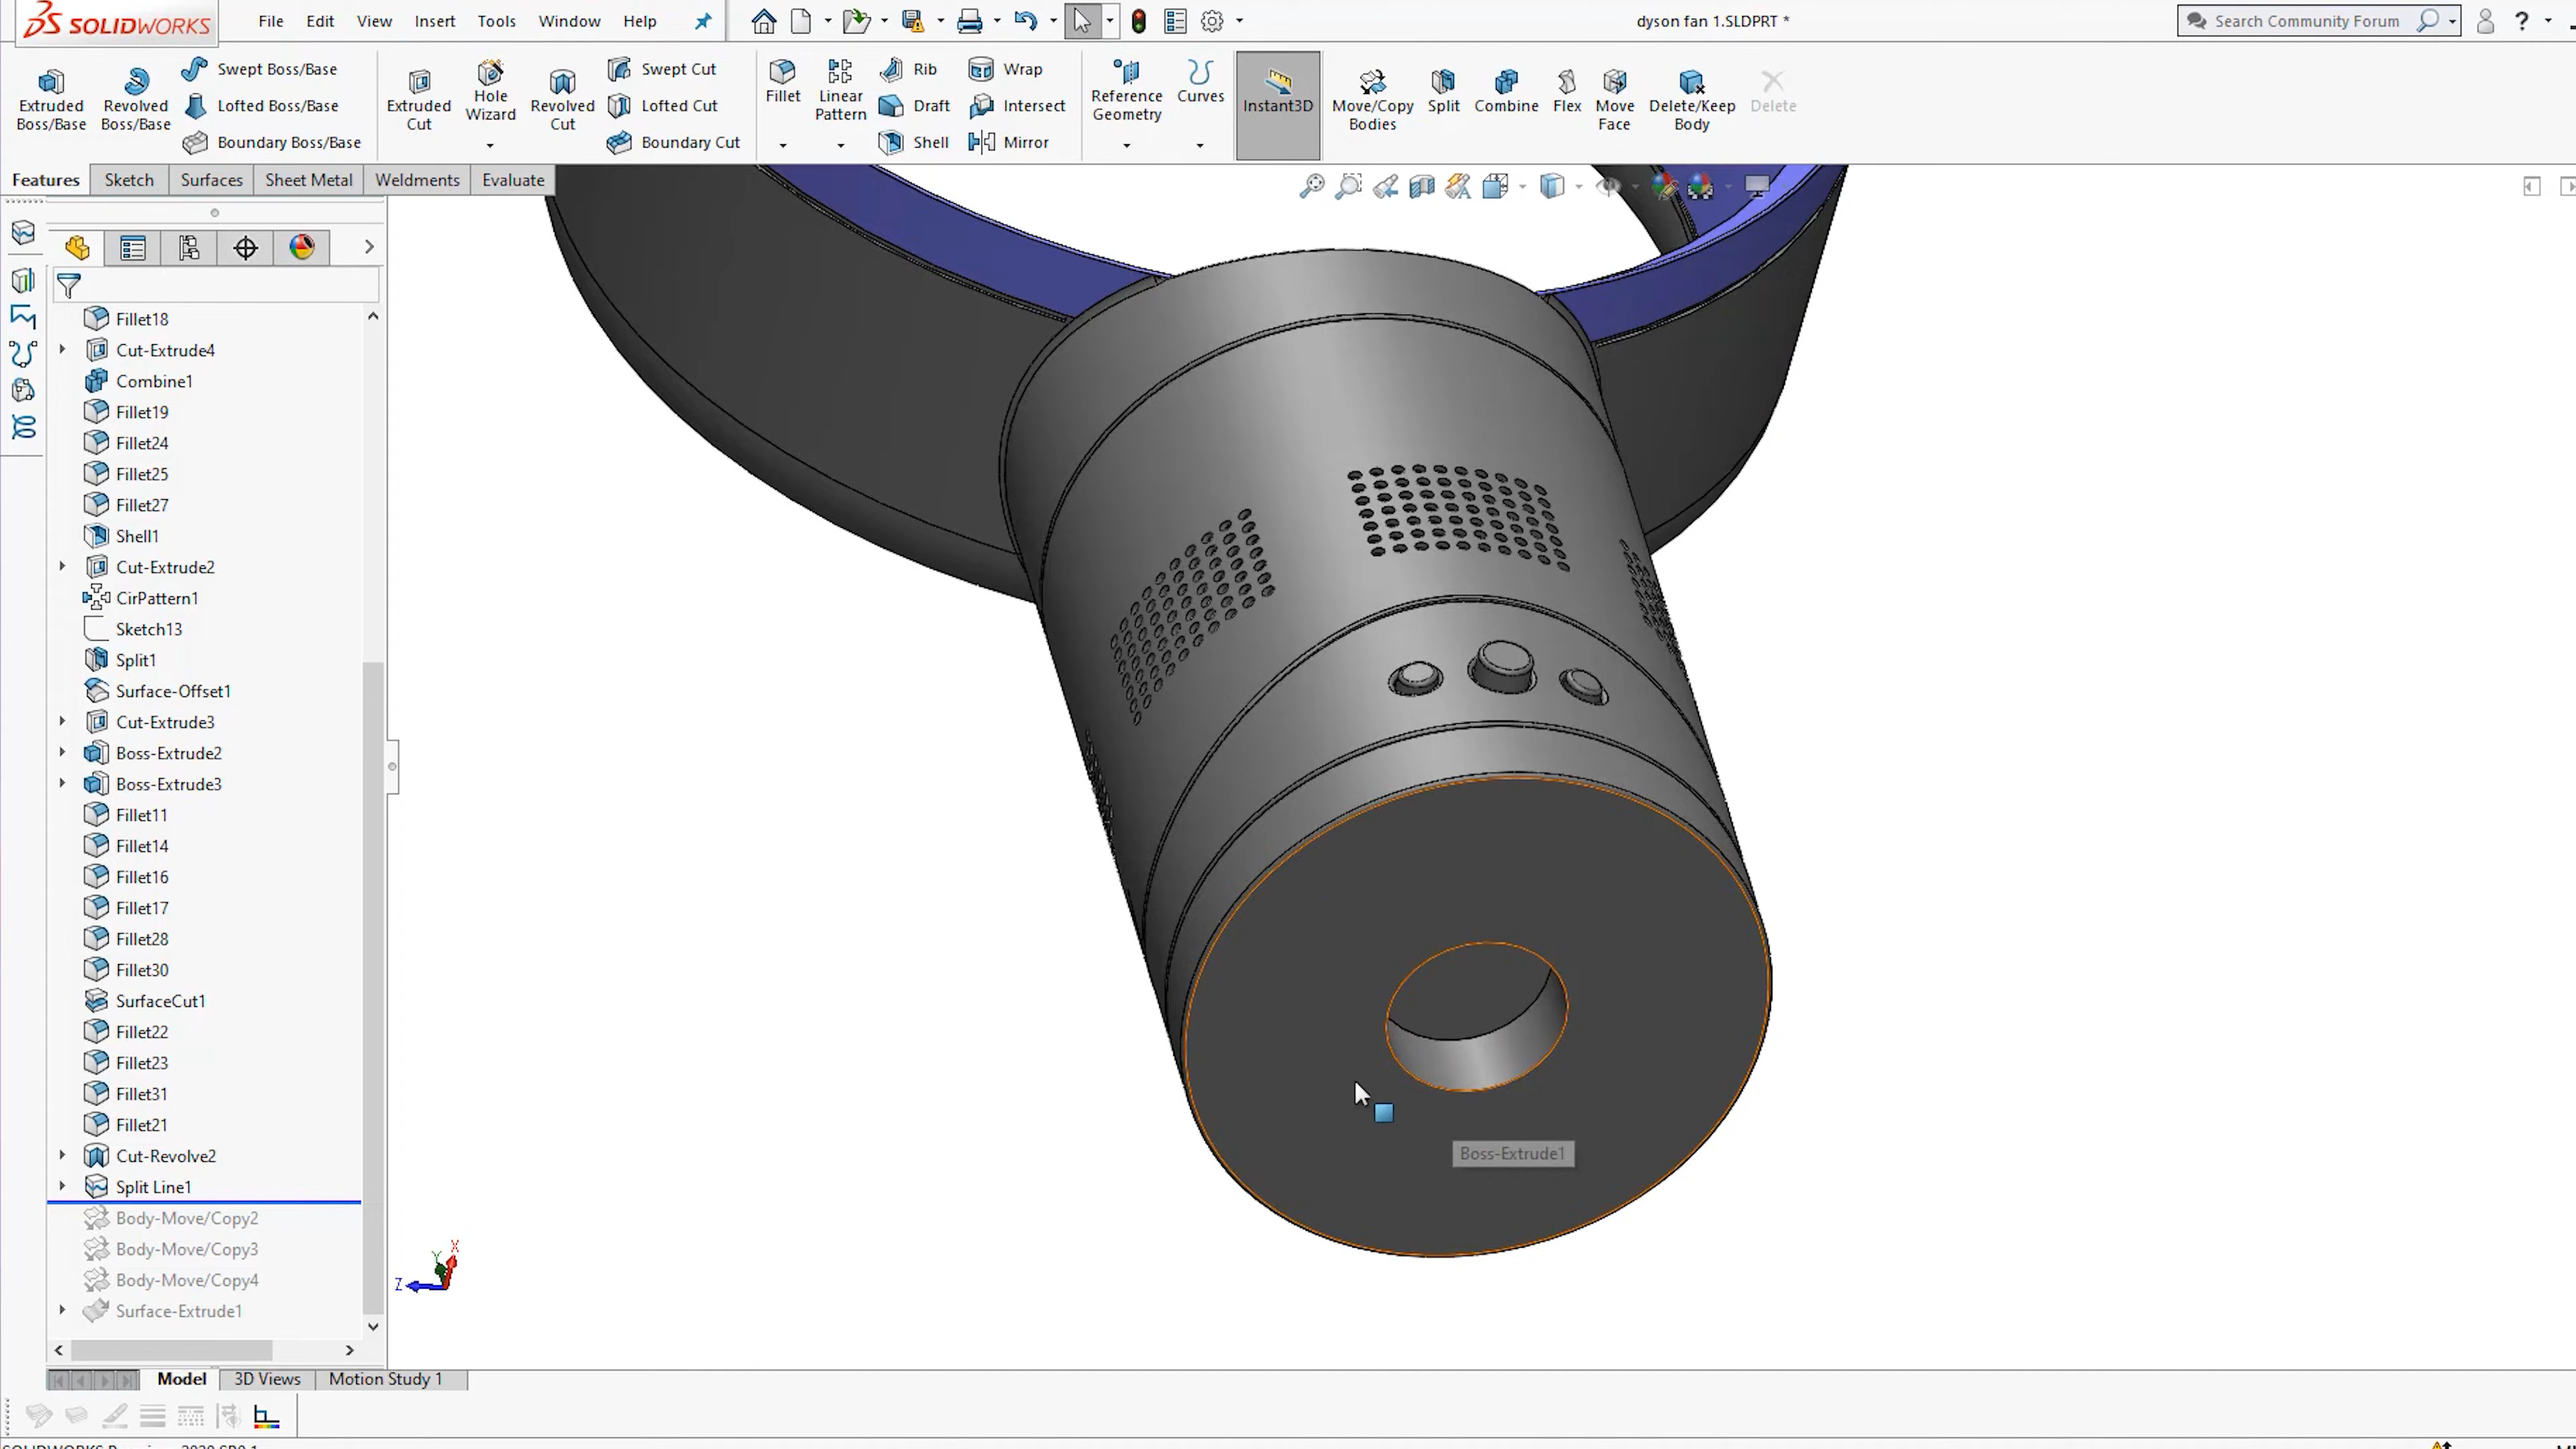 SOLIDWORKS File Edit View Insert Tools Window Help dyson fan 1.SLDPRT * Search Community Forum ?
Extruded Boss/Base
Revolved Boss/Base
Swept Boss/Base
Lofted Boss/Base
Boundary Boss/Base
Extruded Cut
Hole Wizard
Revolved Cut
Swept Cut
Lofted Cut
Boundary Cut
Fillet
Linear Pattern
Rib
Draft
Shell
Wrap
Intersect
Mirror
Reference Geometry
Curves
Instant3D
Move/Copy Bodies
Split
Combine
Flex
Move Face
Delete/Keep Body
Delete
Features Sketch Surfaces Sheet Metal Weldments Evaluate
Fillet18
Cut-Extrude4
Combine1
Fillet19
Fillet24
Fillet25
Fillet27
Shell1
Cut-Extrude2
CirPattern1
Sketch13
Split1
Surface-Offset1
Cut-Extrude3
Boss-Extrude2
Boss-Extrude3
Fillet11
Fillet14
Fillet16
Fillet17
Fillet28
Fillet30
SurfaceCut1
Fillet22
Fillet23
Fillet31
Fillet21
Cut-Revolve2
Split Line1
Body-Move/Copy2
Body-Move/Copy3
Body-Move/Copy4
Surface-Extrude1
Boss-Extrude1
Y X
Z
Model 3D Views Motion Study 1